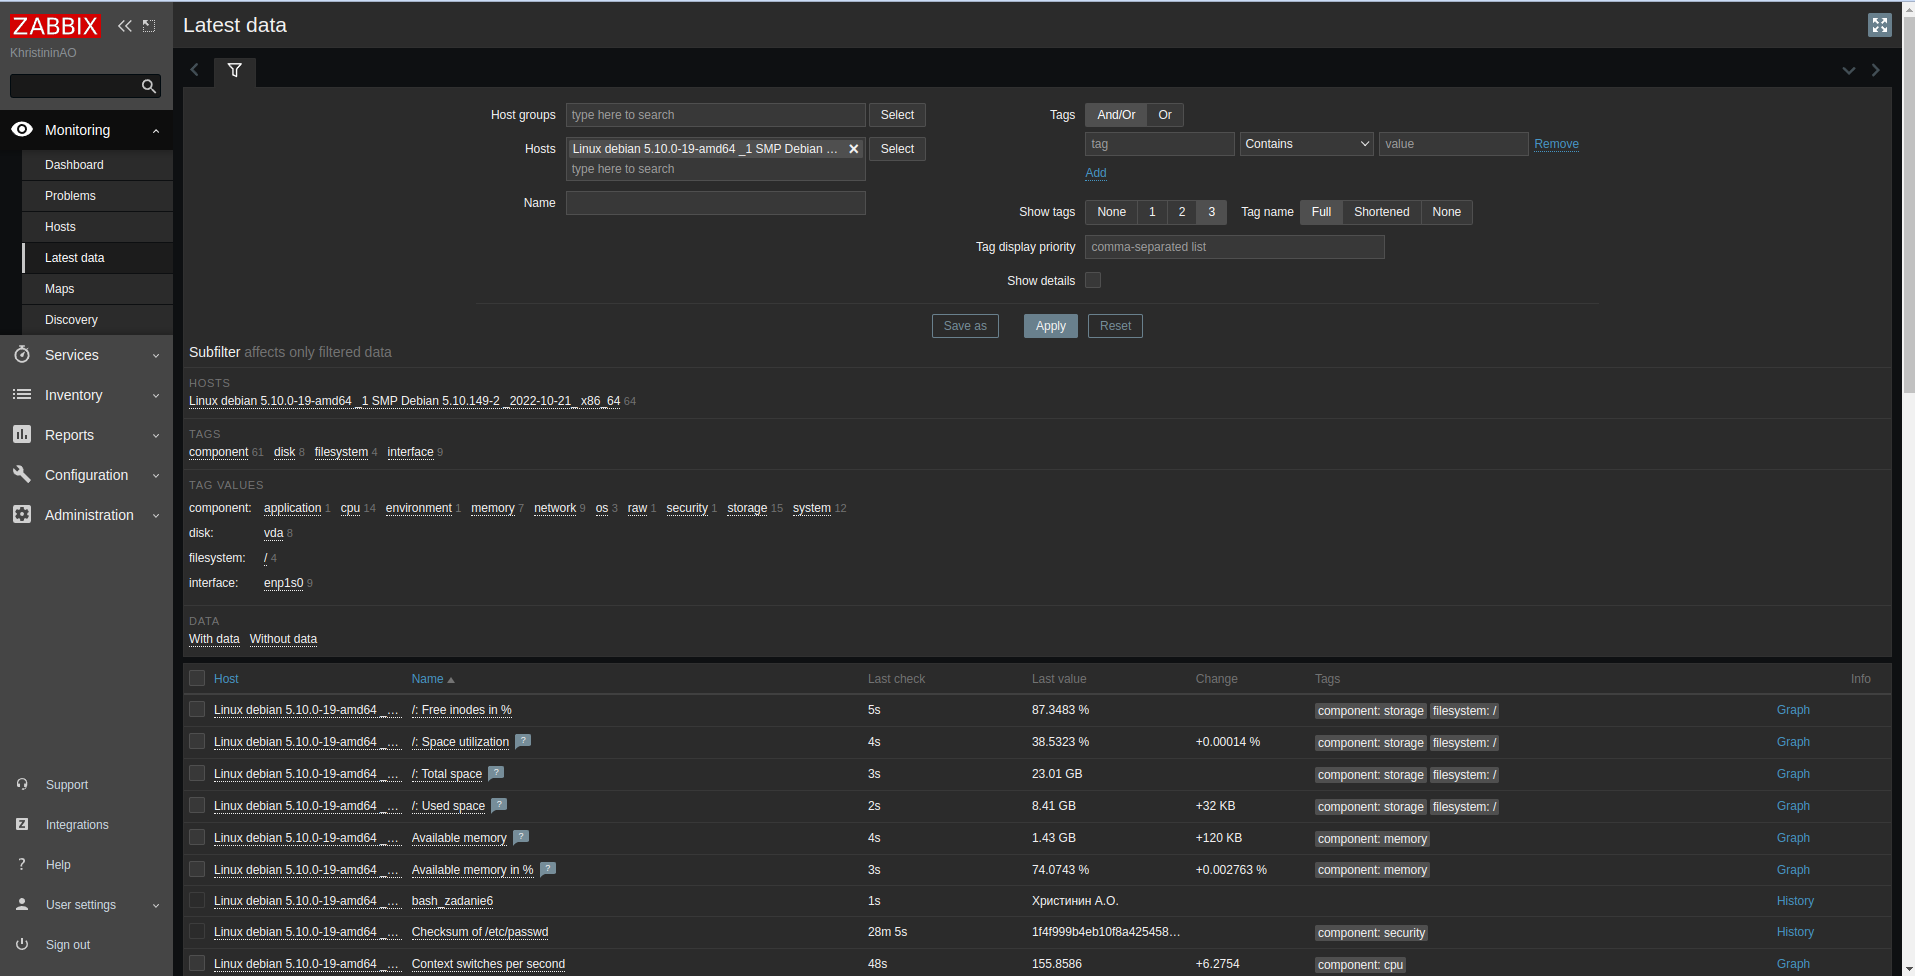 ZABBIX
KhristininAO
Monitoring
Dashboard
Problems
Hosts
Latest data
Maps
Discovery
Services
Inventory
Reports
Configuration
Administration
Support
Integrations
Help
User settings
Sign out
Latest data
Host groups type here to search Select
Hosts Linux debian 5.10.0-19-amd64 _1 SMP Debian ... Select
type here to search
Name
Tags And/Or Or
tag Contains value Remove
Add
Show tags None 1 2 3 Tag name Full Shortened None
Tag display priority comma-separated list
Show details
Save as Apply Reset
Subfilter affects only filtered data
HOSTS
Linux debian 5.10.0-19-amd64 _1 SMP Debian 5.10.149-2 _2022-10-21_ x86_64 64
TAGS
component 61 disk 8 filesystem 4 interface 9
TAG VALUES
component: application 1 cpu 14 environment 1 memory 7 network 9 os 3 raw 1 security 1 storage 15 system 12
disk: vda 8
filesystem: / 4
interface: enp1s0 9
DATA
With data Without data
Host Name Last check Last value Change Tags Info
Linux debian 5.10.0-19-amd64 _... /: Free inodes in % 5s 87.3483 % component: storage filesystem: / Graph
Linux debian 5.10.0-19-amd64 _... /: Space utilization ? 4s 38.5323 % +0.00014 % component: storage filesystem: / Graph
Linux debian 5.10.0-19-amd64 _... /: Total space ? 3s 23.01 GB component: storage filesystem: / Graph
Linux debian 5.10.0-19-amd64 _... /: Used space ? 2s 8.41 GB +32 KB component: storage filesystem: / Graph
Linux debian 5.10.0-19-amd64 _... Available memory ? 4s 1.43 GB +120 KB component: memory Graph
Linux debian 5.10.0-19-amd64 _... Available memory in % ? 3s 74.0743 % +0.002763 % component: memory Graph
Linux debian 5.10.0-19-amd64 _... bash_zadanie6 1s Христинин А.О. History
Linux debian 5.10.0-19-amd64 _... Checksum of /etc/passwd 28m 5s 1f4f999b4eb10f8a425458... component: security History
Linux debian 5.10.0-19-amd64 _... Context switches per second 48s 155.8586 +6.2754 component: cpu Graph